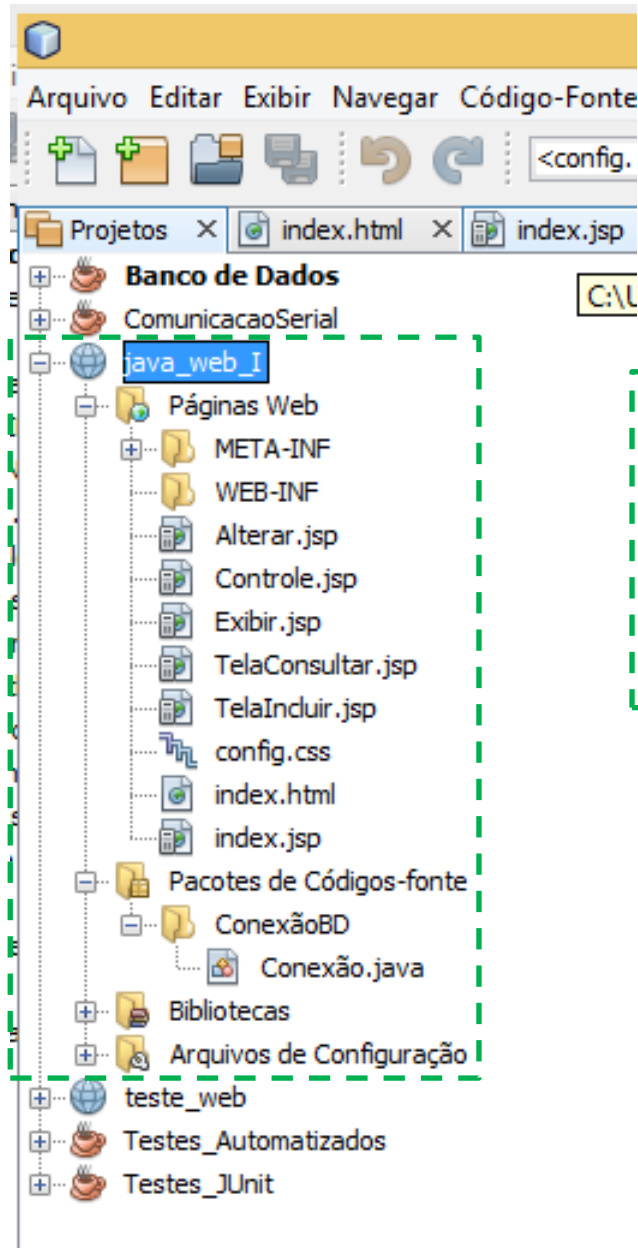 Arquivo Editar Exibir Navegar Código-Fonte
<config.
Projetos index.html index.jsp
Banco de Dados
C:\U
ComunicacaoSerial
java_web_I
Páginas Web
META-INF
WEB-INF
Alterar.jsp
Controle.jsp
Exibir.jsp
TelaConsultar.jsp
TelaIncluir.jsp
config.css
index.html
index.jsp
Pacotes de Códigos-fonte
ConexãoBD
Conexão.java
Bibliotecas
Arquivos de Configuração
teste_web
Testes_Automatizados
Testes_JUnit